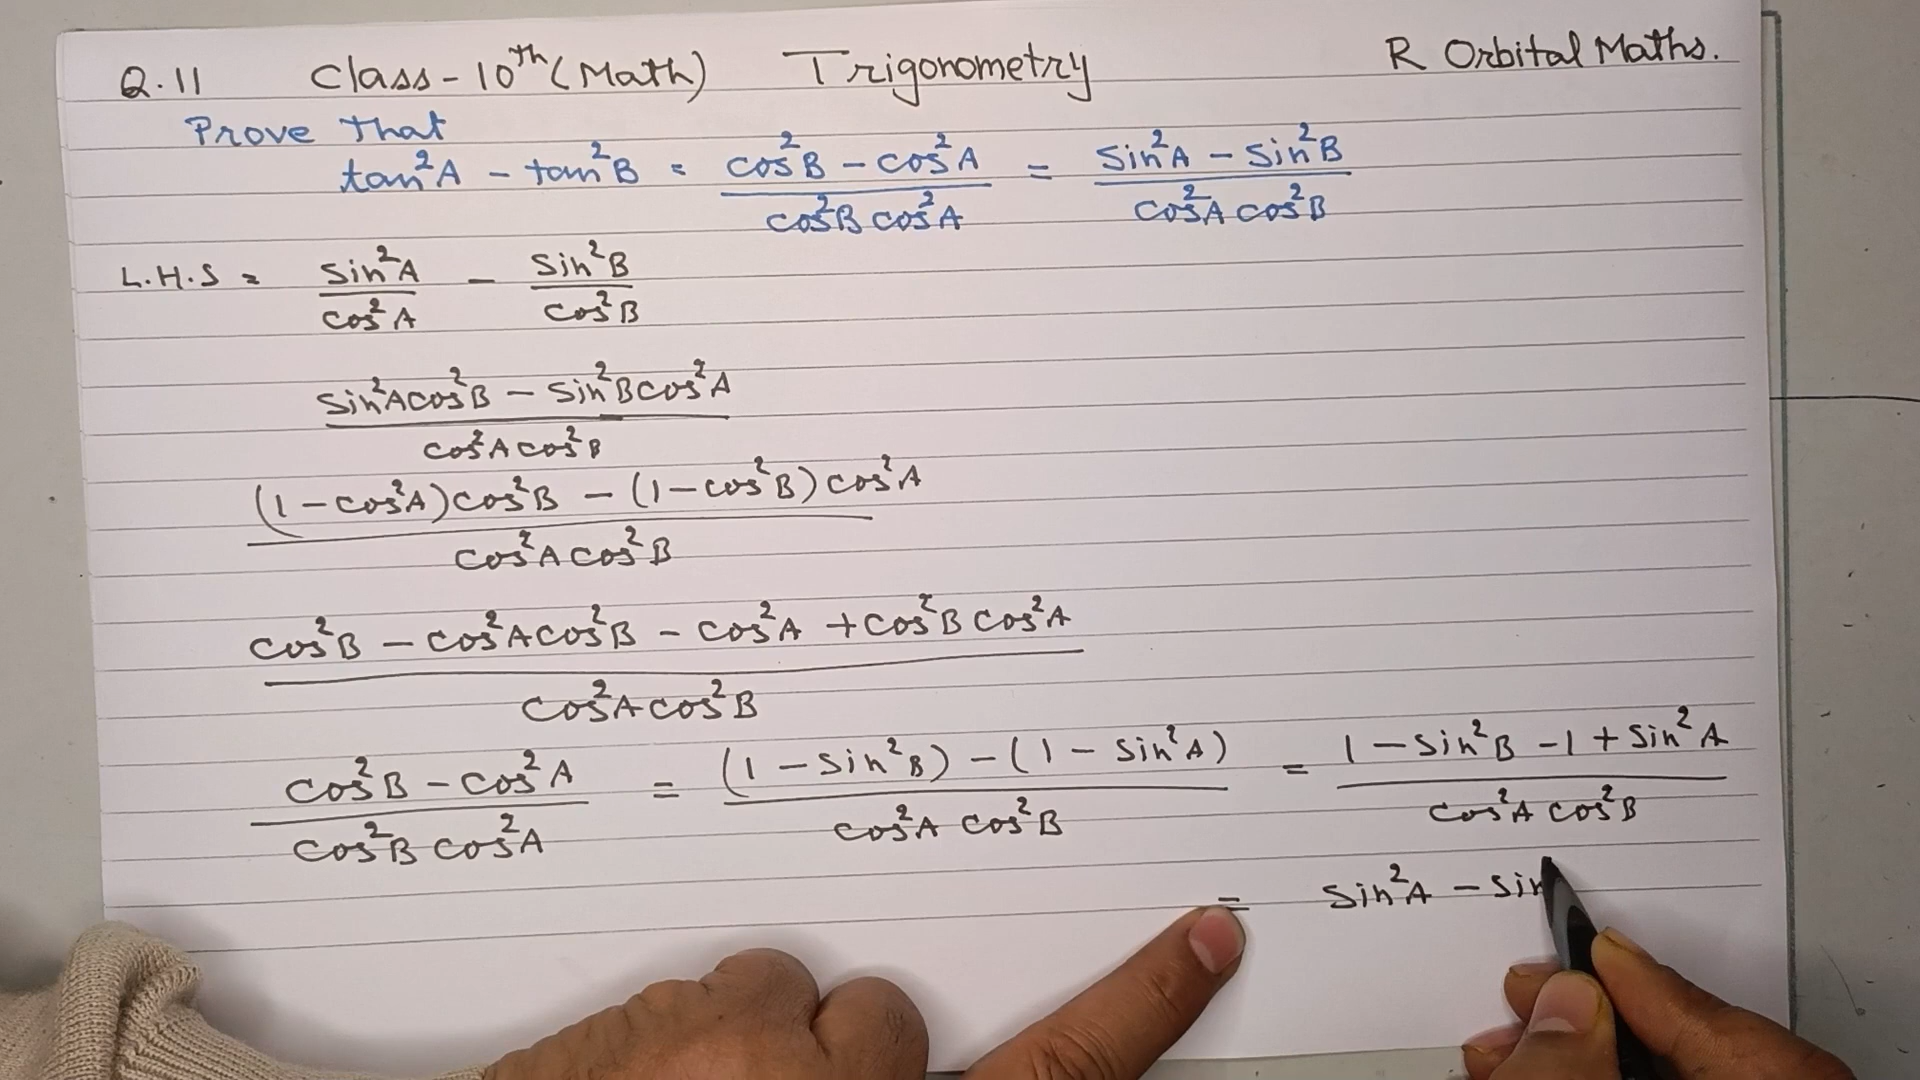 Q.11 Class-10th (Math) Trigonometry R Orbital Maths.
Prove that
tan²A - tan²B = (cos²B - cos²A)/(cos²B cos²A) = (Sin²A - Sin²B)/(cos²A cos²B)
L.H.S = Sin²A/cos²A - Sin²B/cos²B
(Sin²A cos²B - Sin²B cos²A)/(cos²A cos²B)
((1 - cos²A) cos²B - (1 - cos²B) cos²A)/(cos²A cos²B)
(cos²B - cos²A cos²B - cos²A + cos²B cos²A)/(cos²A cos²B)
(cos²B - cos²A)/(cos²B cos²A) = ((1 - sin²B) - (1 - sin²A))/(cos²A cos²B) = (1 - sin²B - 1 + sin²A)/(cos²A cos²B)
= Sin²A - Sin